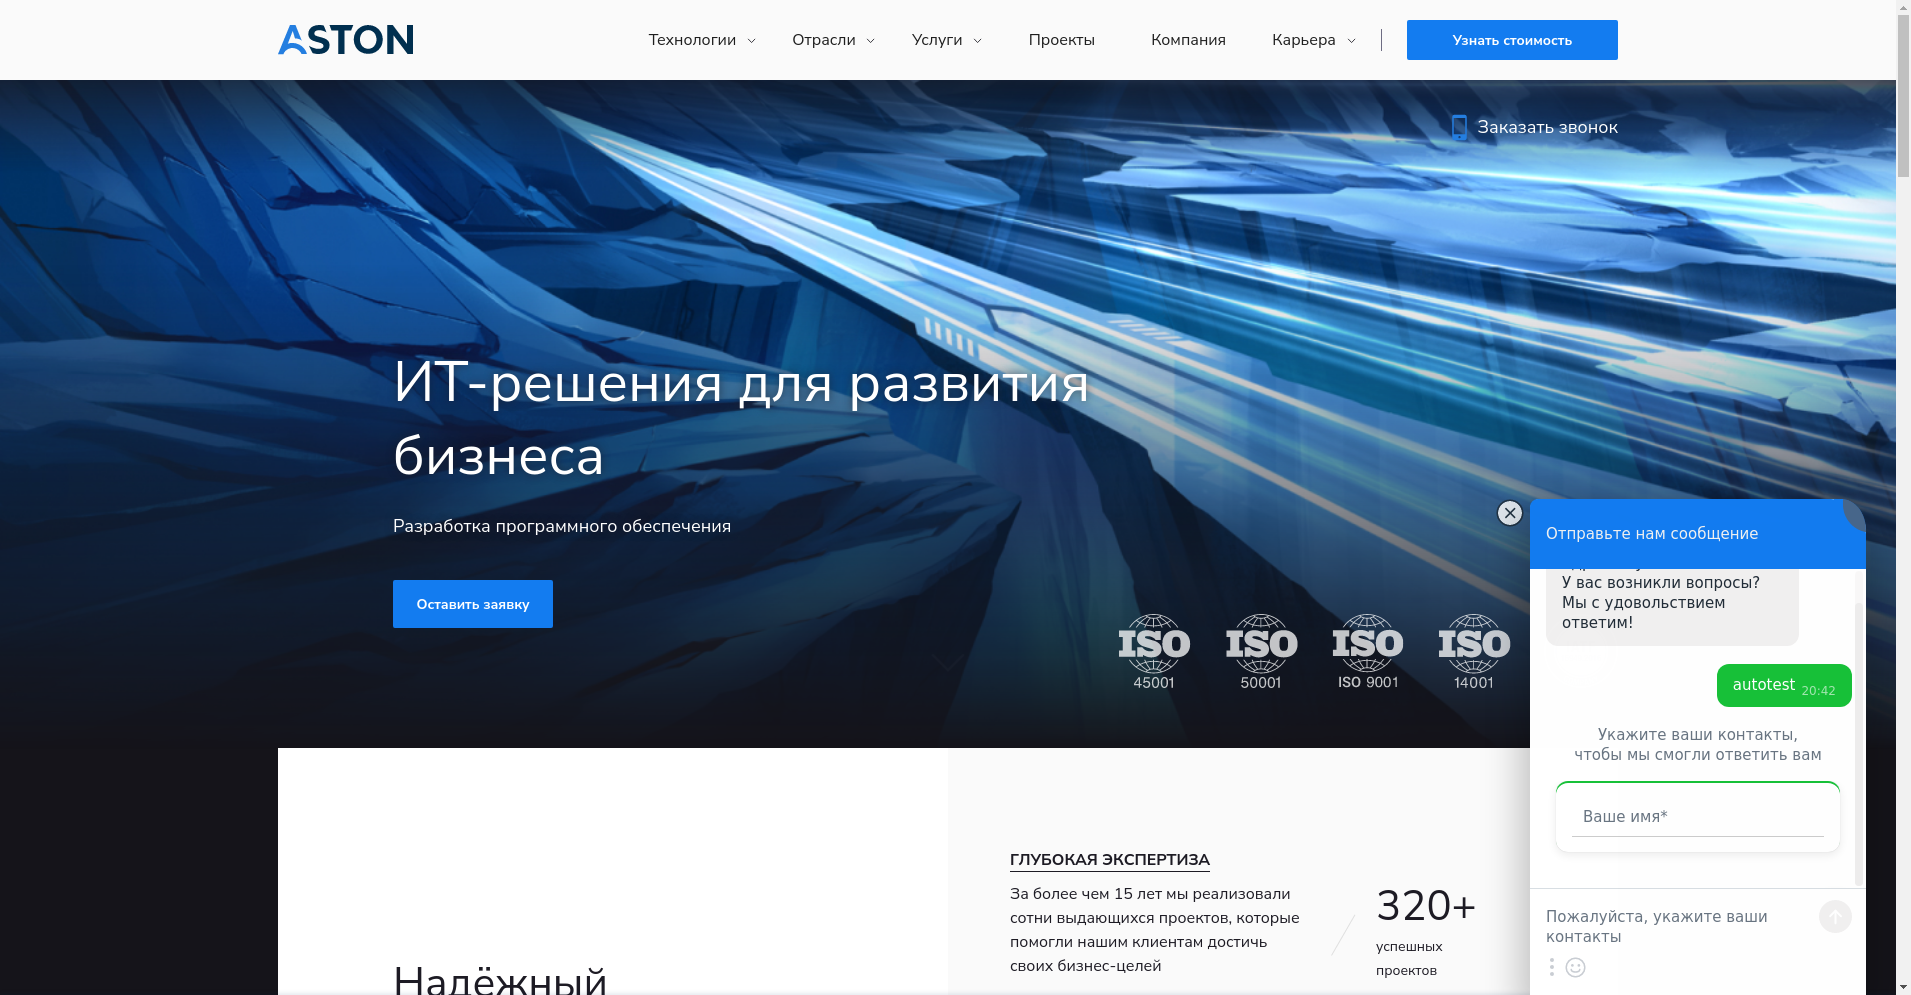 ASTON
Технологии
Отрасли
Услуги
Проекты
Компания
Карьера
Узнать стоимость
Заказать звонок
ИТ-решения для развития
бизнеса
Разработка программного обеспечения
Оставить заявку
ISO
45001
ISO
50001
ISO
ISO 9001
ISO
14001
ГЛУБОКАЯ ЭКСПЕРТИЗА
За более чем 15 лет мы реализовали
сотни выдающихся проектов, которые
помогли нашим клиентам достичь
своих бизнес-целей
320+
успешных
проектов
Надёжный
Отправьте нам сообщение
У вас возникли вопросы?
Мы с удовольствием
ответим!
autotest 20:42
Укажите ваши контакты,
чтобы мы смогли ответить вам
Ваше имя*
Пожалуйста, укажите ваши
контакты